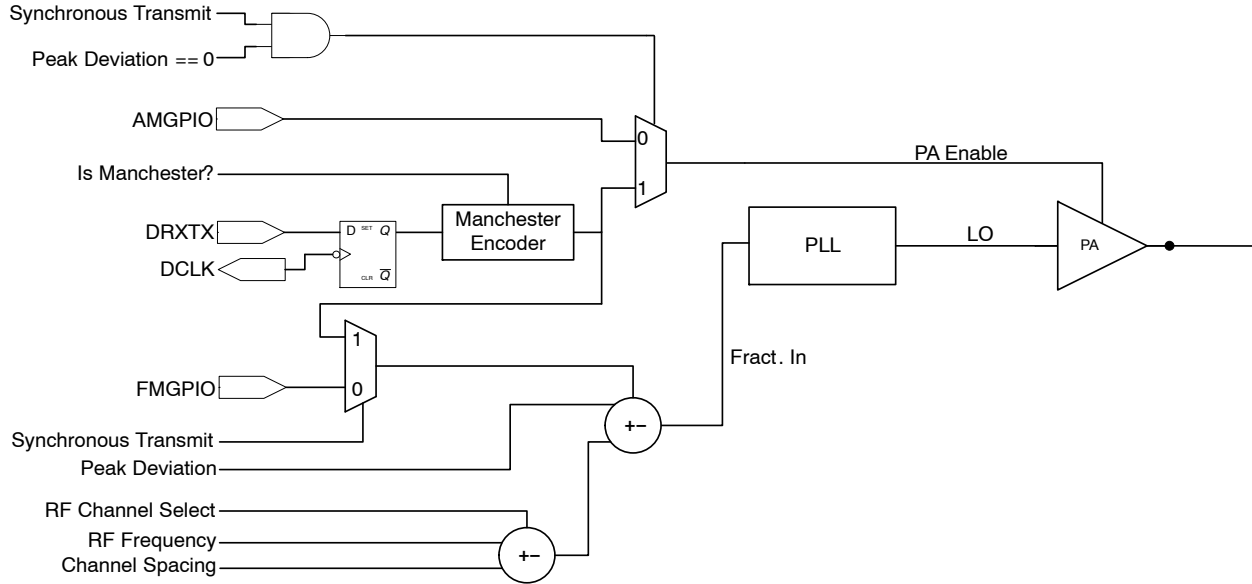 Synchronous Transmit
Peak Deviation == 0
AMGPIO
0
PA Enable
Is Manchester?
1
Manchester
Encoder
DRXTX
D SET Q
PLL
LO
PA
DCLK
CLR Q
1
Fract. In
FMGPIO
0
+−
Synchronous Transmit
Peak Deviation
RF Channel Select
RF Frequency
+−
Channel Spacing